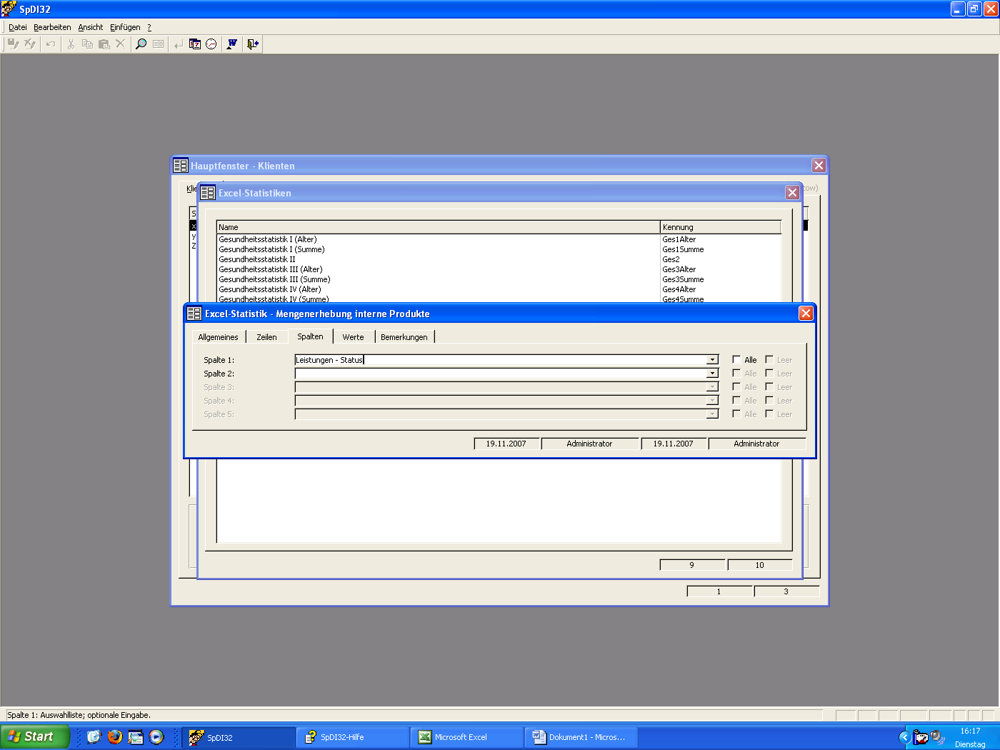 SpDI32
Datei Bearbeiten Ansicht Einfügen ?
Hauptfenster - Klienten
Klie
Excel-Statistiken
Name Kennung
Gesundheitsstatistik I (Alter) Ges1Alter
Gesundheitsstatistik I (Summe) Ges1Summe
Gesundheitsstatistik II Ges2
Gesundheitsstatistik III (Alter) Ges3Alter
Gesundheitsstatistik III (Summe) Ges3Summe
Gesundheitsstatistik IV (Alter) Ges4Alter
Gesundheitsstatistik IV (Summe) Ges4Summe
Excel-Statistik - Mengenerhebung interne Produkte
Allgemeines Zeilen Spalten Werte Bemerkungen
Spalte 1: Leistungen - Status Alle Leer
Spalte 2: Alle Leer
Spalte 3: Alle Leer
Spalte 4: Alle Leer
Spalte 5: Alle Leer
19.11.2007 Administrator 19.11.2007 Administrator
9 10
1 3
Spalte 1: Auswahlliste; optionale Eingabe.
Start SpDI32 SpDI32-Hilfe Microsoft Excel Dokument1 - Micros... 16:17
Dienstag